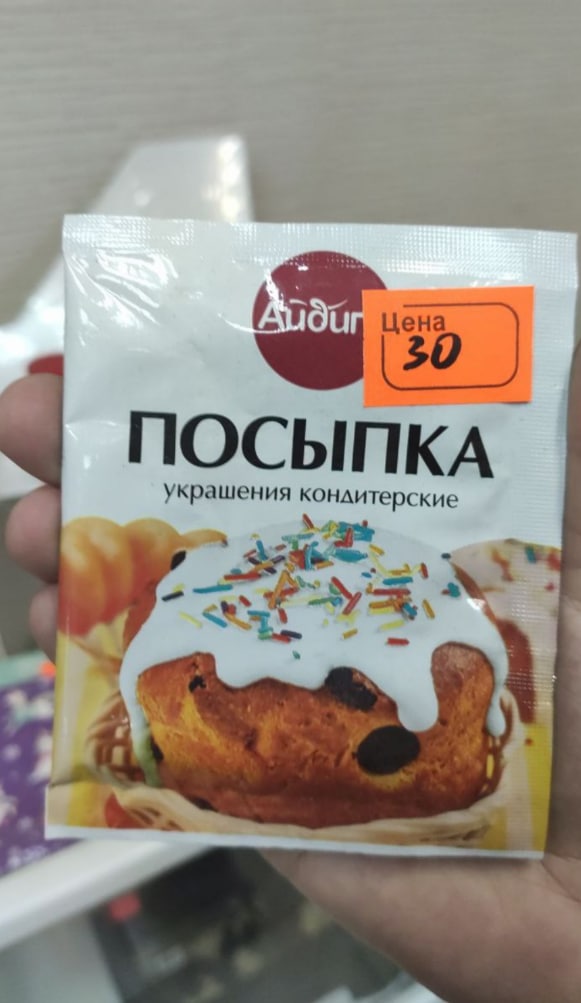 Айдиг
Цена
30
ПОСЫПКА
украшения кондитерские